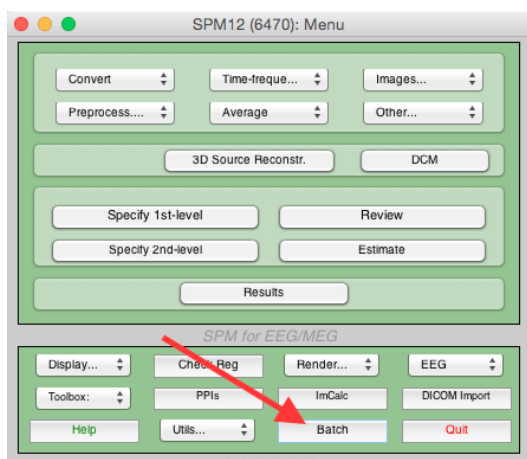 SPM12 (6470): Menu
Convert Time-freque... Images...
Preprocess.... Average Other...
3D Source Reconstr. DCM
Specify 1st-level Review
Specify 2nd-level Estimate
Results
SPM for EEG/MEG
Display... Check Reg Render... EEG
Toolbox: PPIs ImCalc DICOM Import
Help Utils... Batch Quit